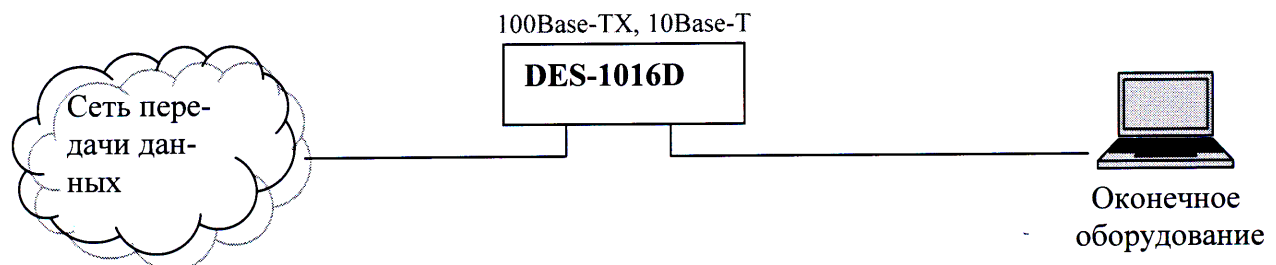 100Base-TX, 10Base-T
DES-1016D
Сеть пере-
дачи дан-
ных
Оконечное
оборудование